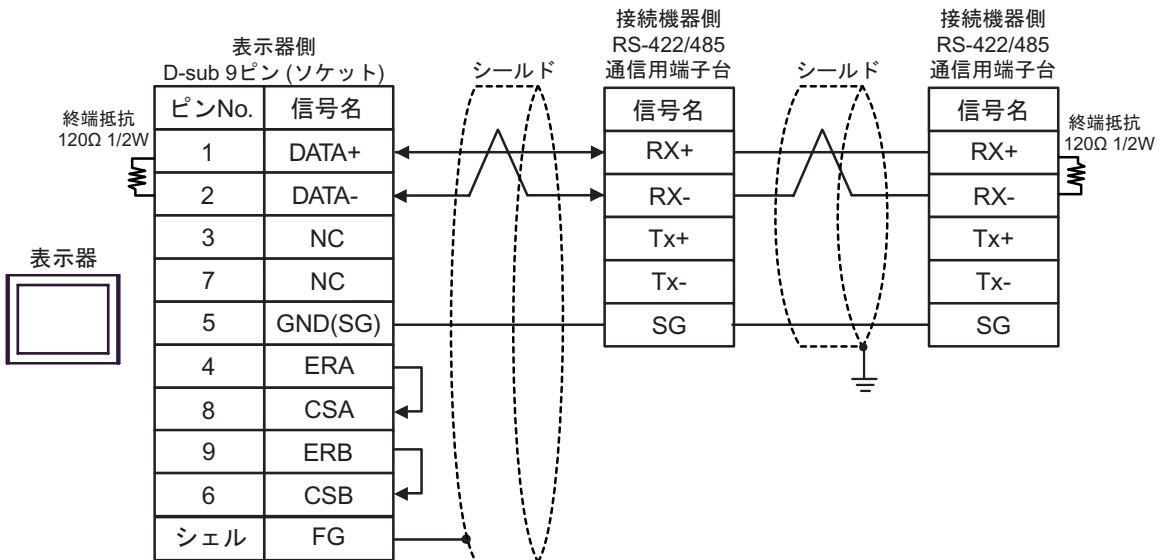 表示器側
D-sub 9ピン (ソケット)
シールド
接続機器側
RS-422/485
通信用端子台
シールド
接続機器側
RS-422/485
通信用端子台
終端抵抗
120Ω 1/2W
ピンNo. 信号名
1 DATA+
2 DATA-
3 NC
7 NC
5 GND(SG)
4 ERA
8 CSA
9 ERB
6 CSB
シェル FG
表示器
信号名
RX+
RX-
Tx+
Tx-
SG
信号名
RX+
RX-
Tx+
Tx-
SG
終端抵抗
120Ω 1/2W